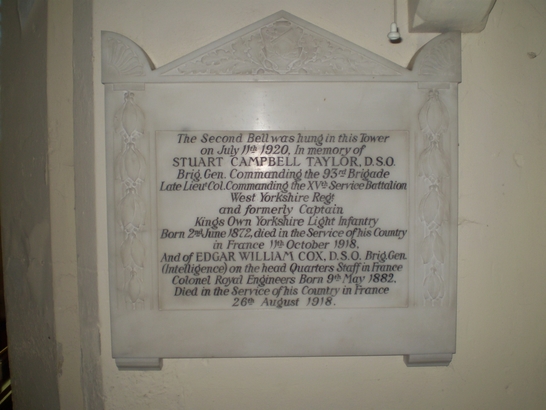 The Second Bell was hung in this Tower
on July 11th 1920, In memory of
STUART CAMPBELL TAYLOR, D.S.O.
Brig. Gen. Commanding the 93rd Brigade
Late Lieut Col. Commanding the XVth Service Battalion
West Yorkshire Regt
and formerly Captain
Kings Own Yorkshire Light Infantry
Born 2nd June 1872, died in the Service of his Country
in France 11th October 1918.
And of EDGAR WILLIAM COX, D.S.O. Brig. Gen.
(Intelligence) on the head Quarters Staff in France
Colonel Royal Engineers Born 9th May 1882.
Died in the Service of his Country in France
26th August 1918.